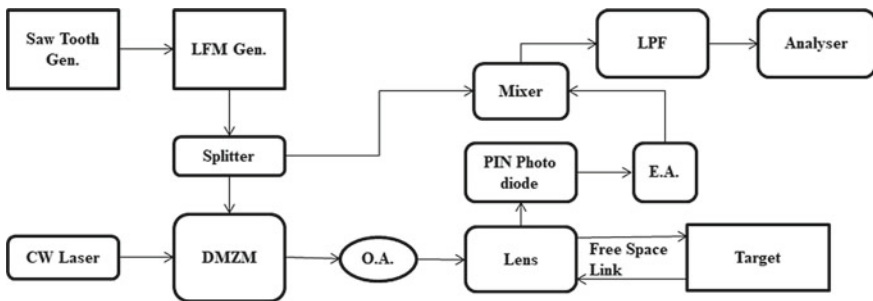 Saw Tooth
Gen.
LFM Gen.
LPF
Analyser
Mixer
Splitter
PIN Photo
diode
E.A.
CW Laser
DMZM
O.A.
Lens
Free Space
Link
Target